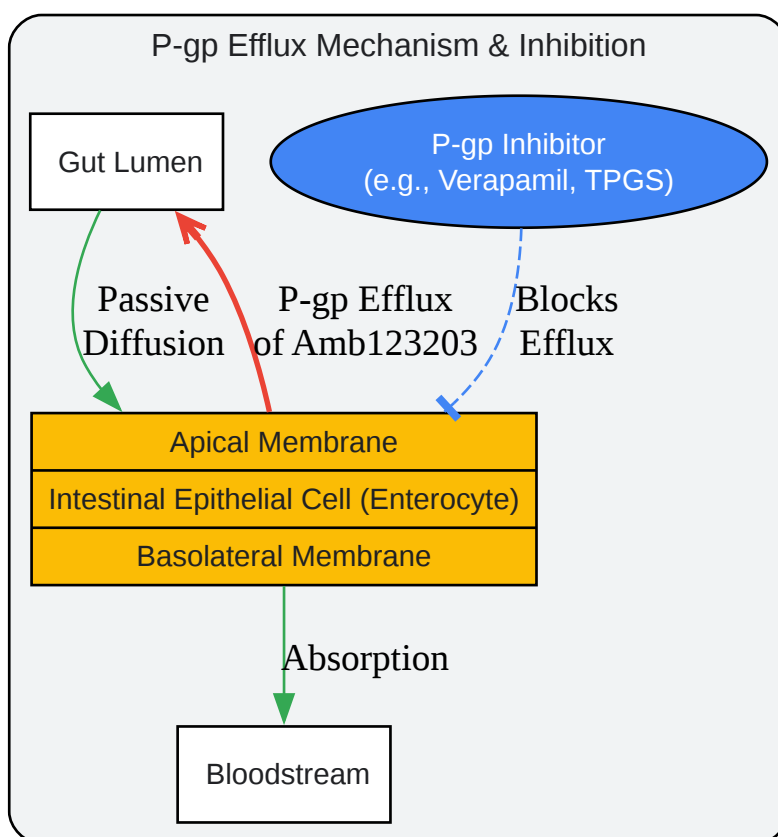 P-gp Efflux Mechanism & Inhibition
Gut Lumen
P-gp Inhibitor
(e.g., Verapamil, TPGS)
Passive
Diffusion
P-gp Efflux
of Amb123203
Blocks
Efflux
Apical Membrane
Intestinal Epithelial Cell (Enterocyte)
Basolateral Membrane
Absorption
Bloodstream